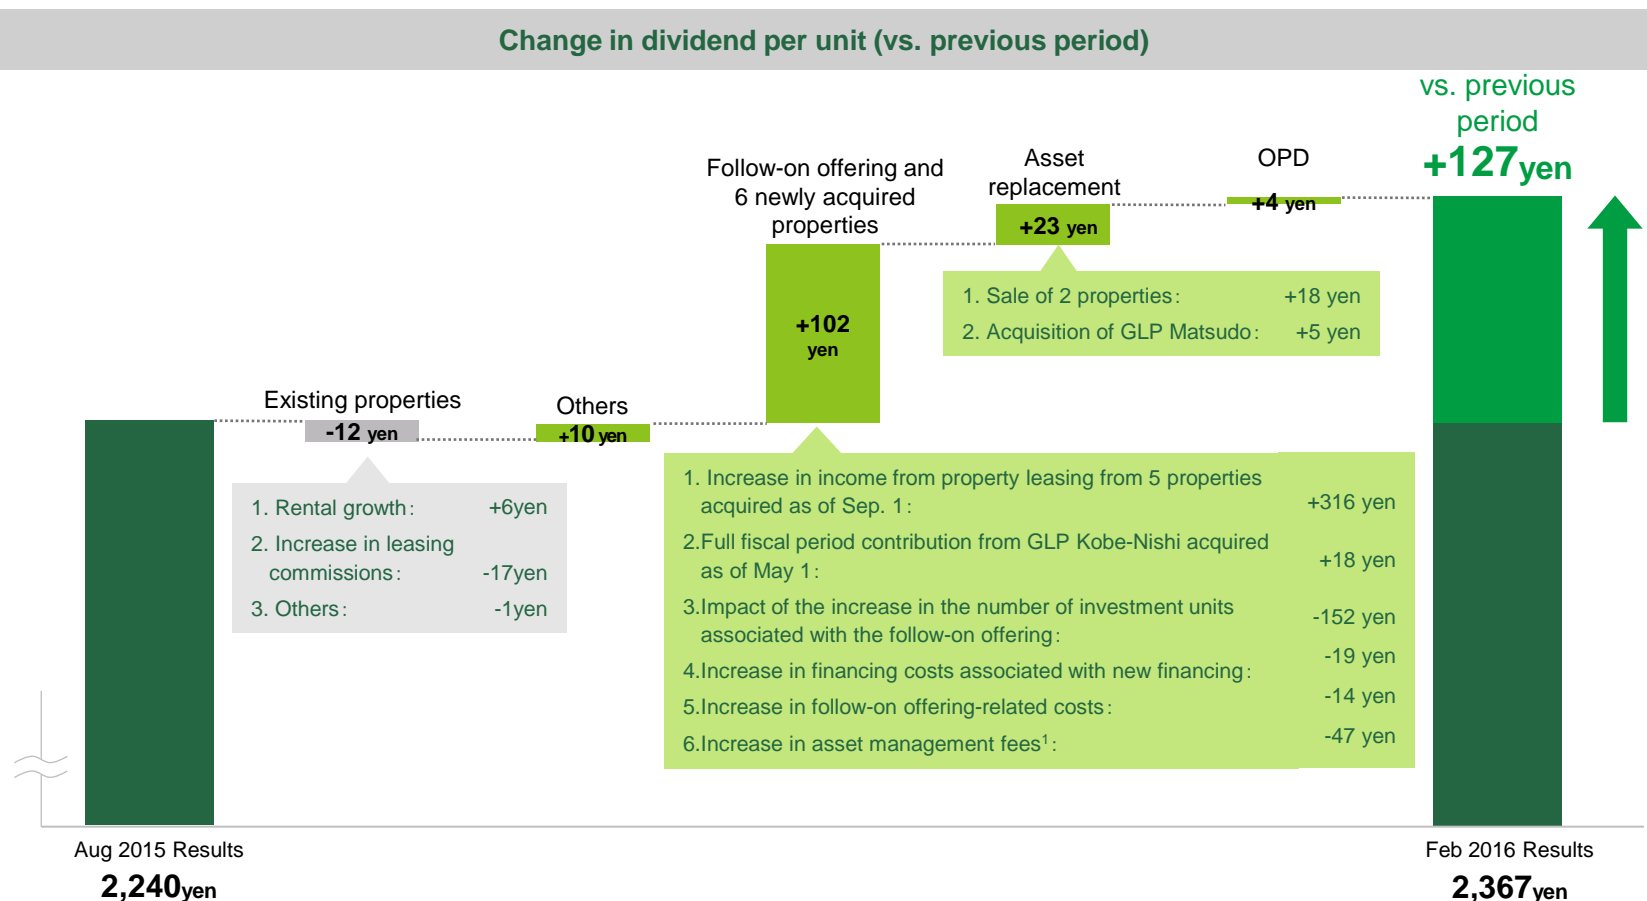 Change in dividend per unit (vs. previous period)
vs. previous
period
+127yen
Follow-on offering and
6 newly acquired
properties
+102
yen
Asset
replacement
+23 yen
OPD
+4 yen
1. Sale of 2 properties: +18 yen
2. Acquisition of GLP Matsudo: +5 yen
Existing properties
-12 yen
Others
+10 yen
1. Rental growth: +6yen
2. Increase in leasing
commissions: -17yen
3. Others: -1yen
1. Increase in income from property leasing from 5 properties
acquired as of Sep. 1: +316 yen
2.Full fiscal period contribution from GLP Kobe-Nishi acquired
as of May 1: +18 yen
3.Impact of the increase in the number of investment units
associated with the follow-on offering: -152 yen
4.Increase in financing costs associated with new financing: -19 yen
5.Increase in follow-on offering-related costs: -14 yen
6.Increase in asset management fees1: -47 yen
Aug 2015 Results
2,240yen
Feb 2016 Results
2,367yen